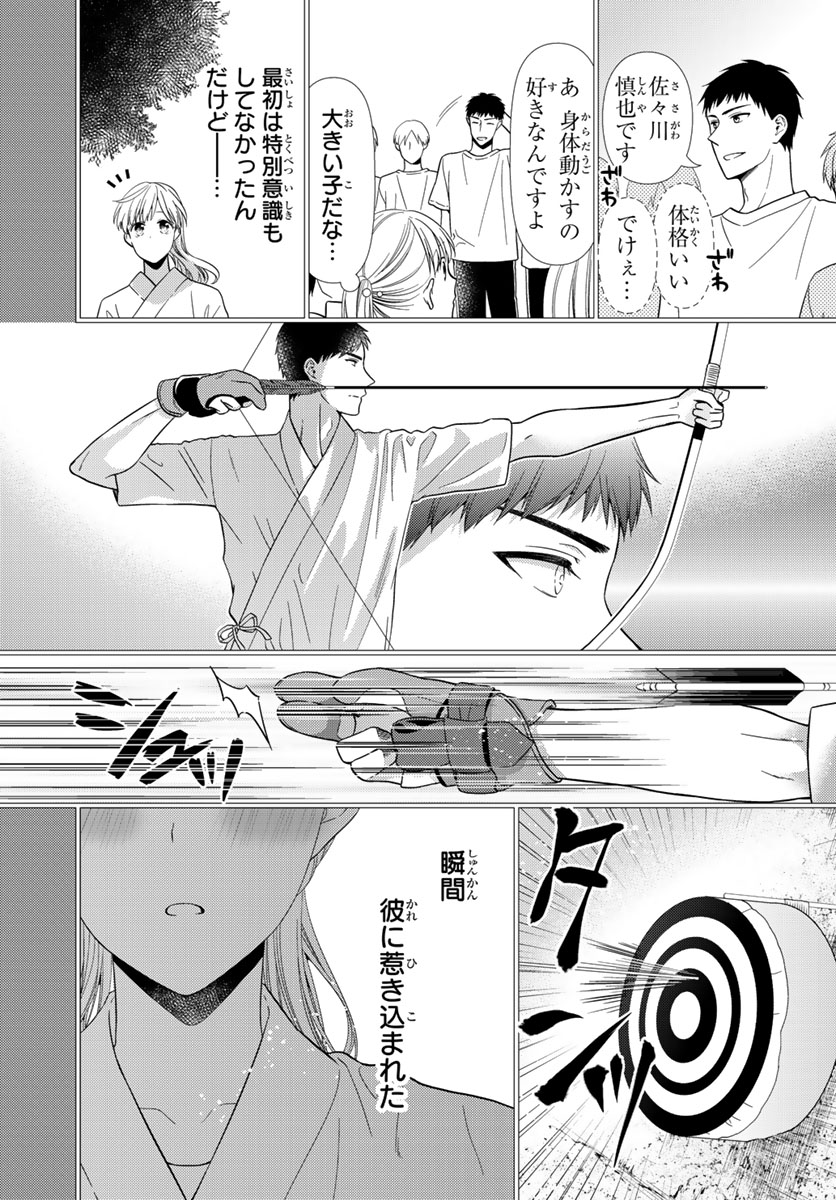 佐々川
慎也です
体格いい
でけぇ…
ざわ
ざわ
あ 身体動かすの
好きなんですよ
大きい子だな…
最初は特別意識も
してなかったん
だけど―…
シュパッ
タンッ
瞬間
彼に惹き込まれた